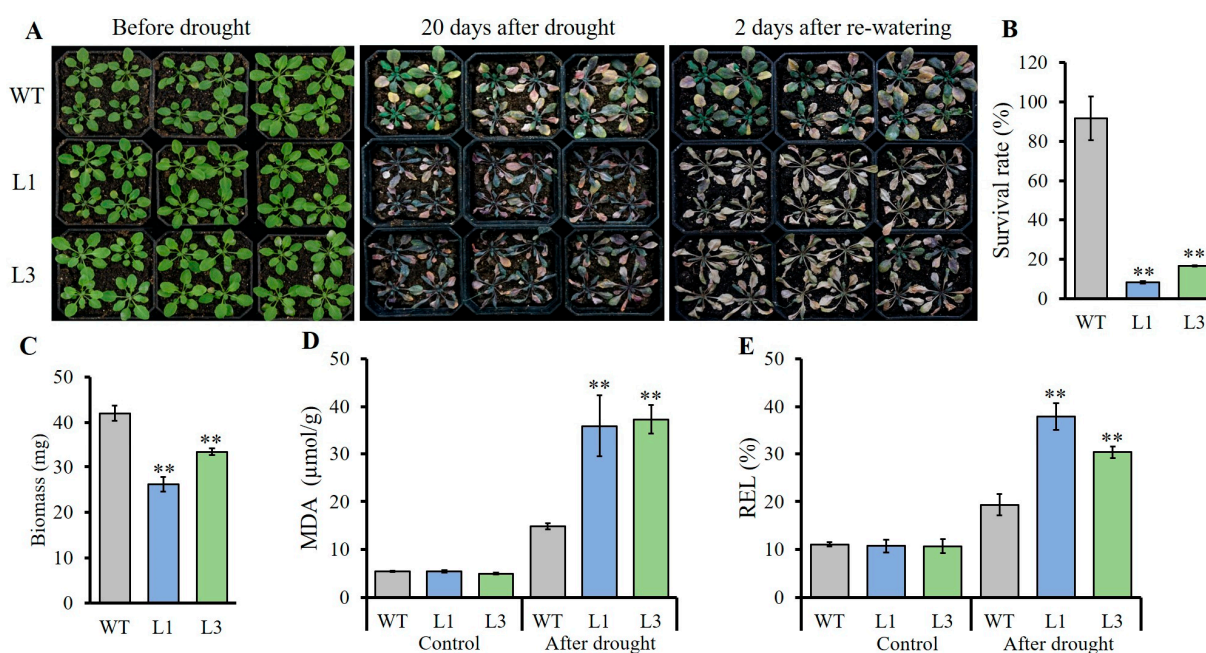 A
Before drought
20 days after drought
2 days after re-watering
WT
L1
L3
B
Survival rate (%)
120
100
80
60
40
20
0
**
**
WT L1 L3
C
Biomass (mg)
50
40
30
20
10
0
**
**
WT L1 L3
D
MDA (μmol/g)
50
40
30
20
10
0
**
**
WT L1 L3 WT L1 L3
Control After drought
E
REL (%)
50
40
30
20
10
0
**
**
WT L1 L3 WT L1 L3
Control After drought